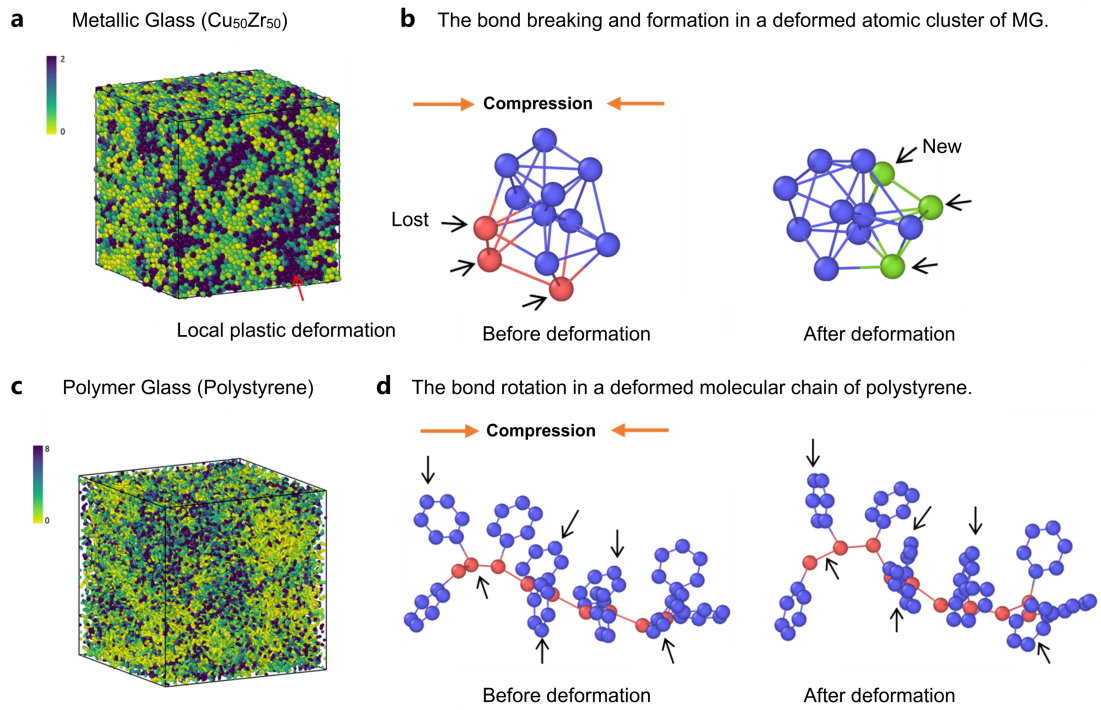 a Metallic Glass (Cu₅₀Zr₅₀)
b The bond breaking and formation in a deformed atomic cluster of MG.
2
0
Compression
Lost
New
Local plastic deformation
Before deformation
After deformation
c Polymer Glass (Polystyrene)
d The bond rotation in a deformed molecular chain of polystyrene.
8
0
Compression
Before deformation
After deformation